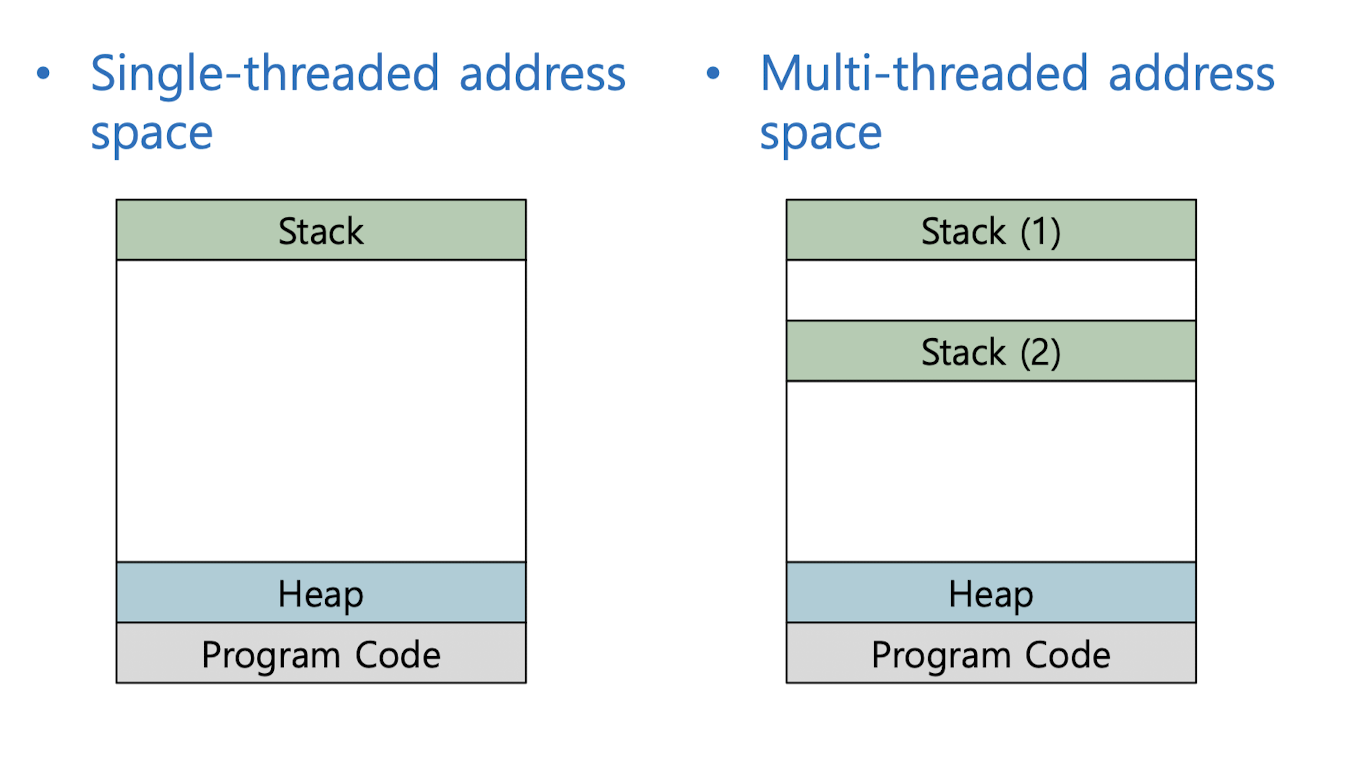 • Single-threaded address
space
Stack
Heap
Program Code
• Multi-threaded address
space
Stack (1)
Stack (2)
Heap
Program Code